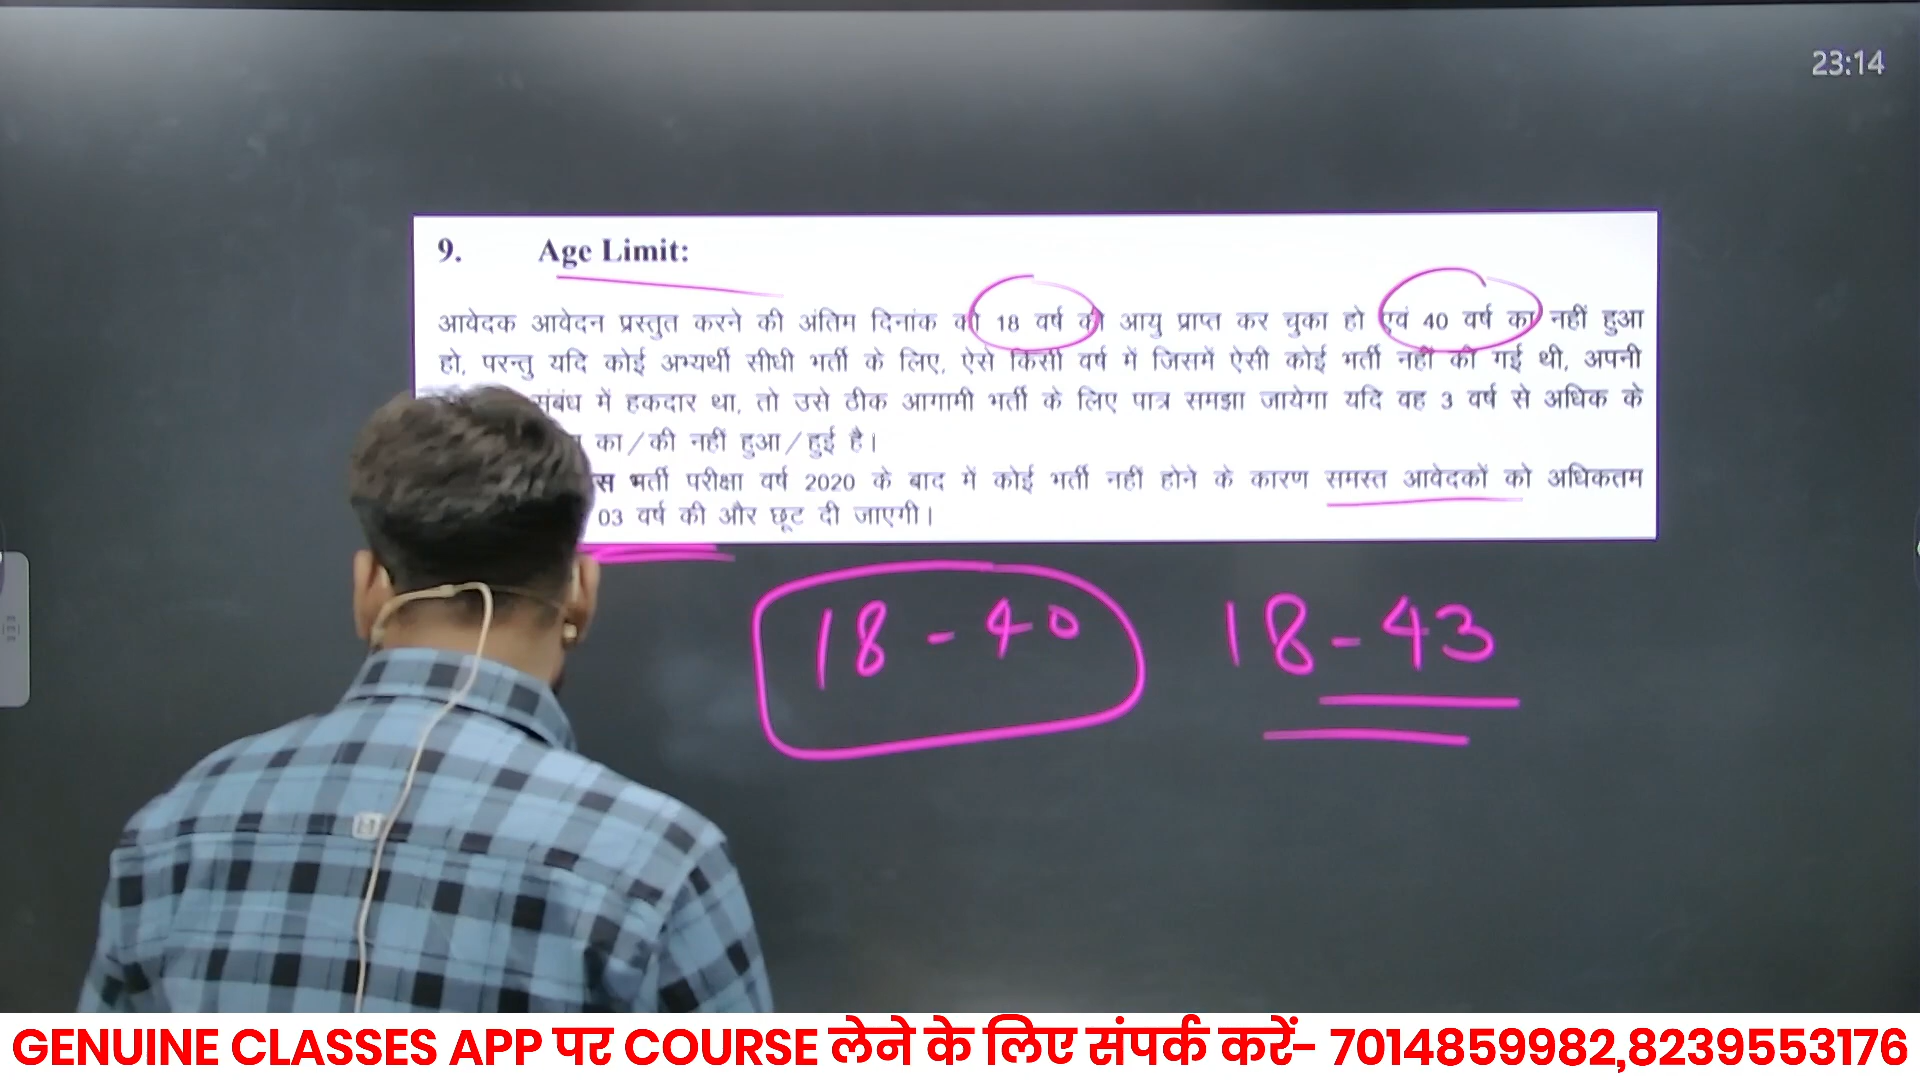 23:14
9. Age Limit:
आवेदक आवेदन प्रस्तुत करने की अंतिम दिनांक को 18 वर्ष की आयु प्राप्त कर चुका हो एवं 40 वर्ष का नहीं हुआ
हो, परन्तु यदि कोई अभ्यर्थी सीधी भर्ती के लिए, ऐसे किसी वर्ष में जिसमें ऐसी कोई भर्ती नहीं की गई थी, अपनी
संबंध में हकदार था, तो उसे ठीक आगामी भर्ती के लिए पात्र समझा जायेगा यदि वह 3 वर्ष से अधिक के
का/की नहीं हुआ/हुई है।
भर्ती परीक्षा वर्ष 2020 के बाद में कोई भर्ती नहीं होने के कारण समस्त आवेदकों को अधिकतम
03 वर्ष की और छूट दी जाएगी।
18-40 18-43
GENUINE CLASSES APP पर COURSE लेने के लिए संपर्क करें- 7014859982,8239553176